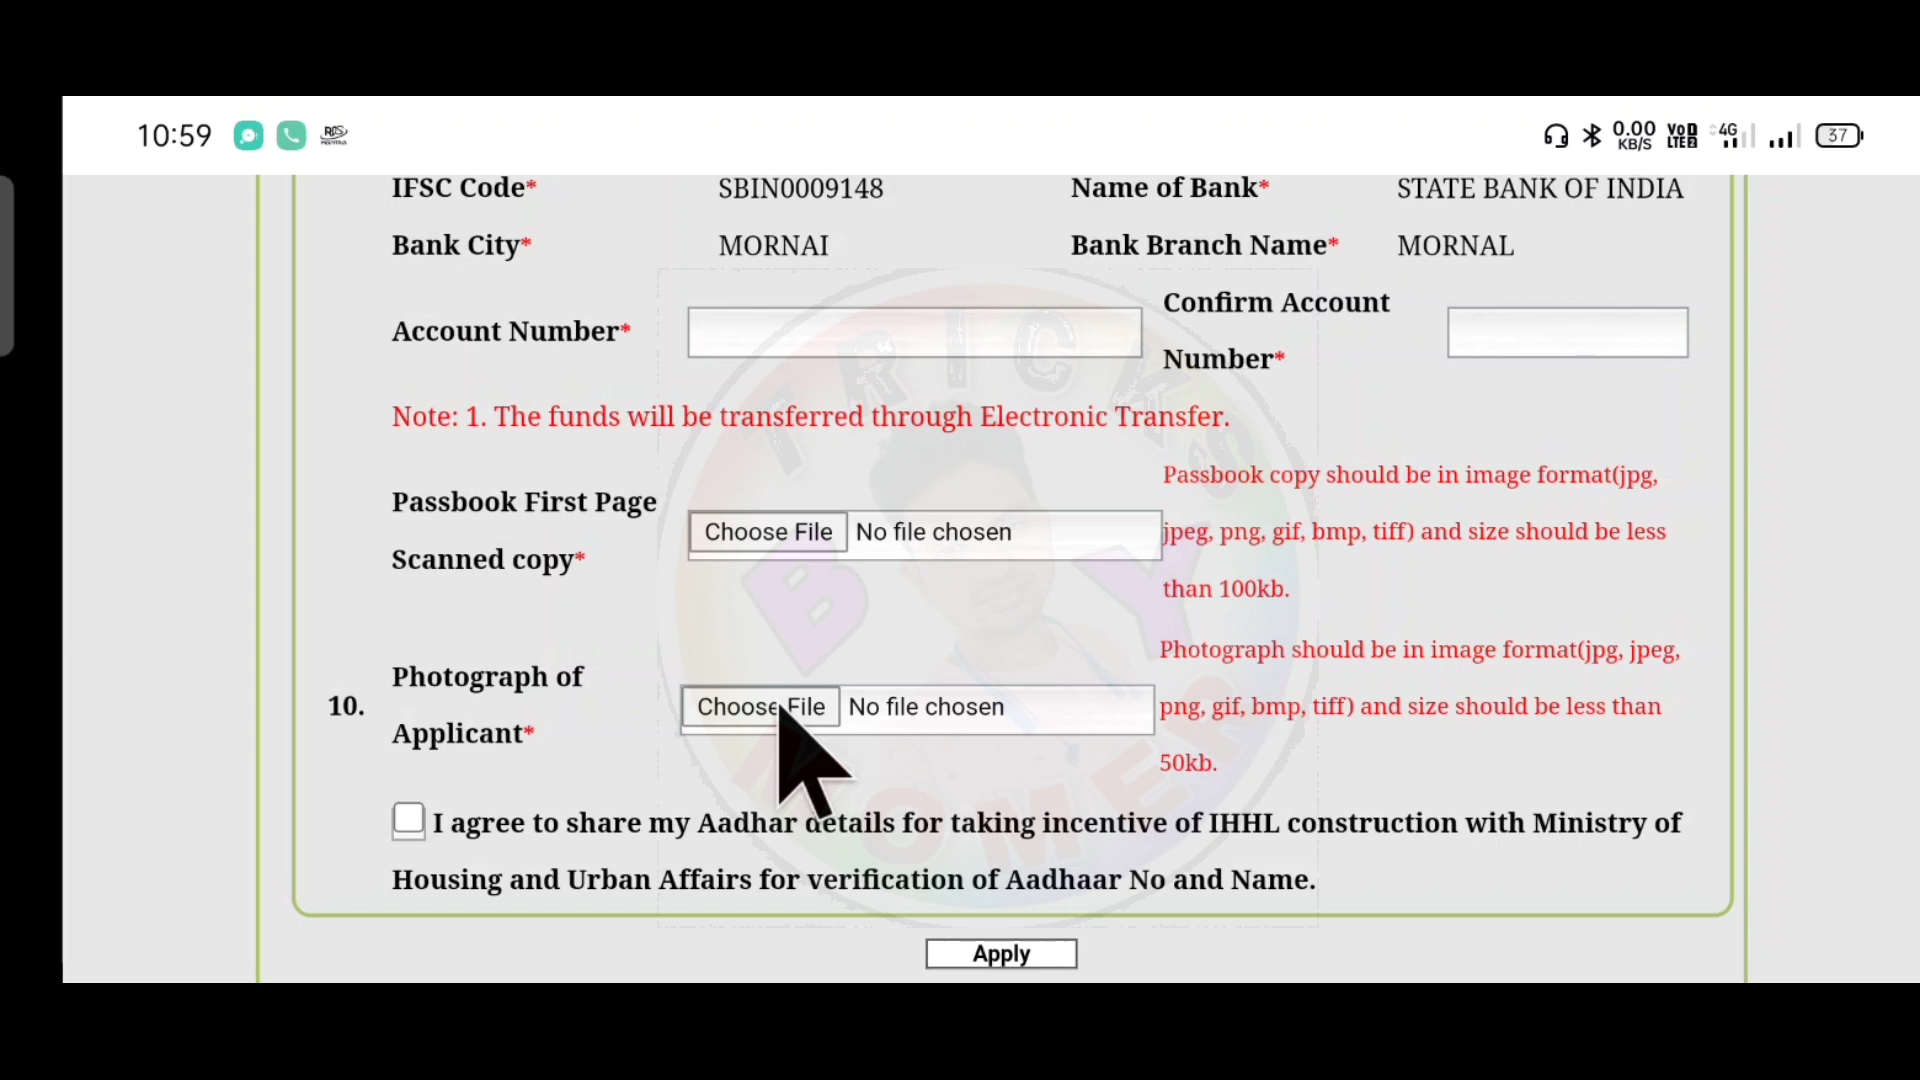 10:59
0.00 KB/S
4G
37
IFSC Code* SBIN0009148 Name of Bank* STATE BANK OF INDIA
Bank City* MORNAI Bank Branch Name* MORNAL
Account Number* Confirm Account
Number*
Note: 1. The funds will be transferred through Electronic Transfer.
Passbook First Page
Scanned copy*
Choose File No file chosen
Passbook copy should be in image format(jpg,
jpeg, png, gif, bmp, tiff) and size should be less
than 100kb.
10. Photograph of
Applicant*
Choose File No file chosen
Photograph should be in image format(jpg, jpeg,
png, gif, bmp, tiff) and size should be less than
50kb.
I agree to share my Aadhar details for taking incentive of IHHL construction with Ministry of
Housing and Urban Affairs for verification of Aadhaar No and Name.
Apply
TRICKS
BY